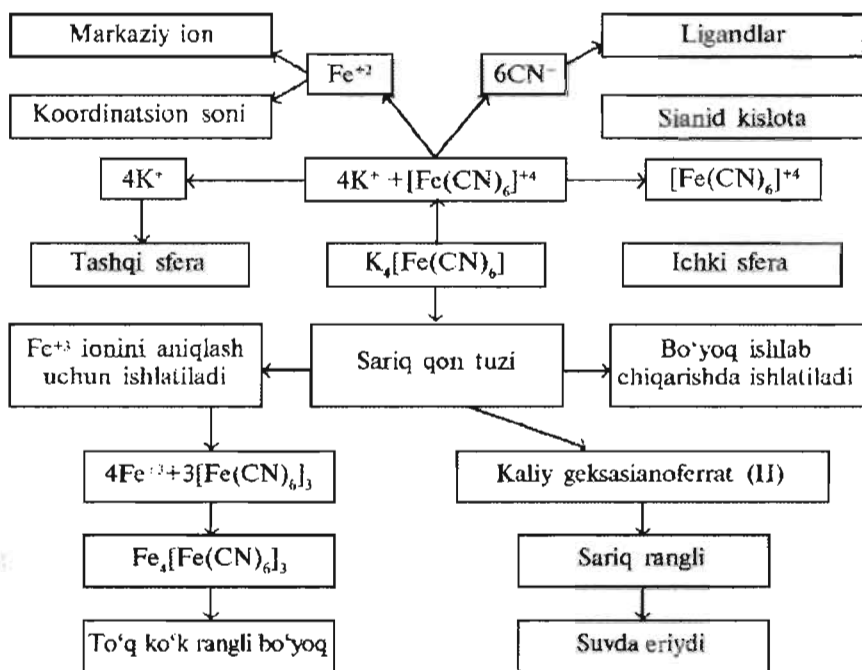 Markaziy ion
Ligandlar
Fe⁺²
6CN⁻
Koordinatsion soni
Sianid kislota
4K⁺
4K⁺ +[Fe(CN)₆]⁺⁴
[Fe(CN)₆]⁺⁴
Tashqi sfera
K₄[Fe(CN)₆]
Ichki sfera
Fe⁺³ ionini aniqlash
uchun ishlatiladi
Sariq qon tuzi
Bo‘yoq ishlab
chiqarishda ishlatiladi
4Fe⁺³+3[Fe(CN)₆]₃
Kaliy geksasianoferrat (II)
Fe₄[Fe(CN)₆]₃
Sariq rangli
To‘q ko‘k rangli bo‘yoq
Suvda eriydi